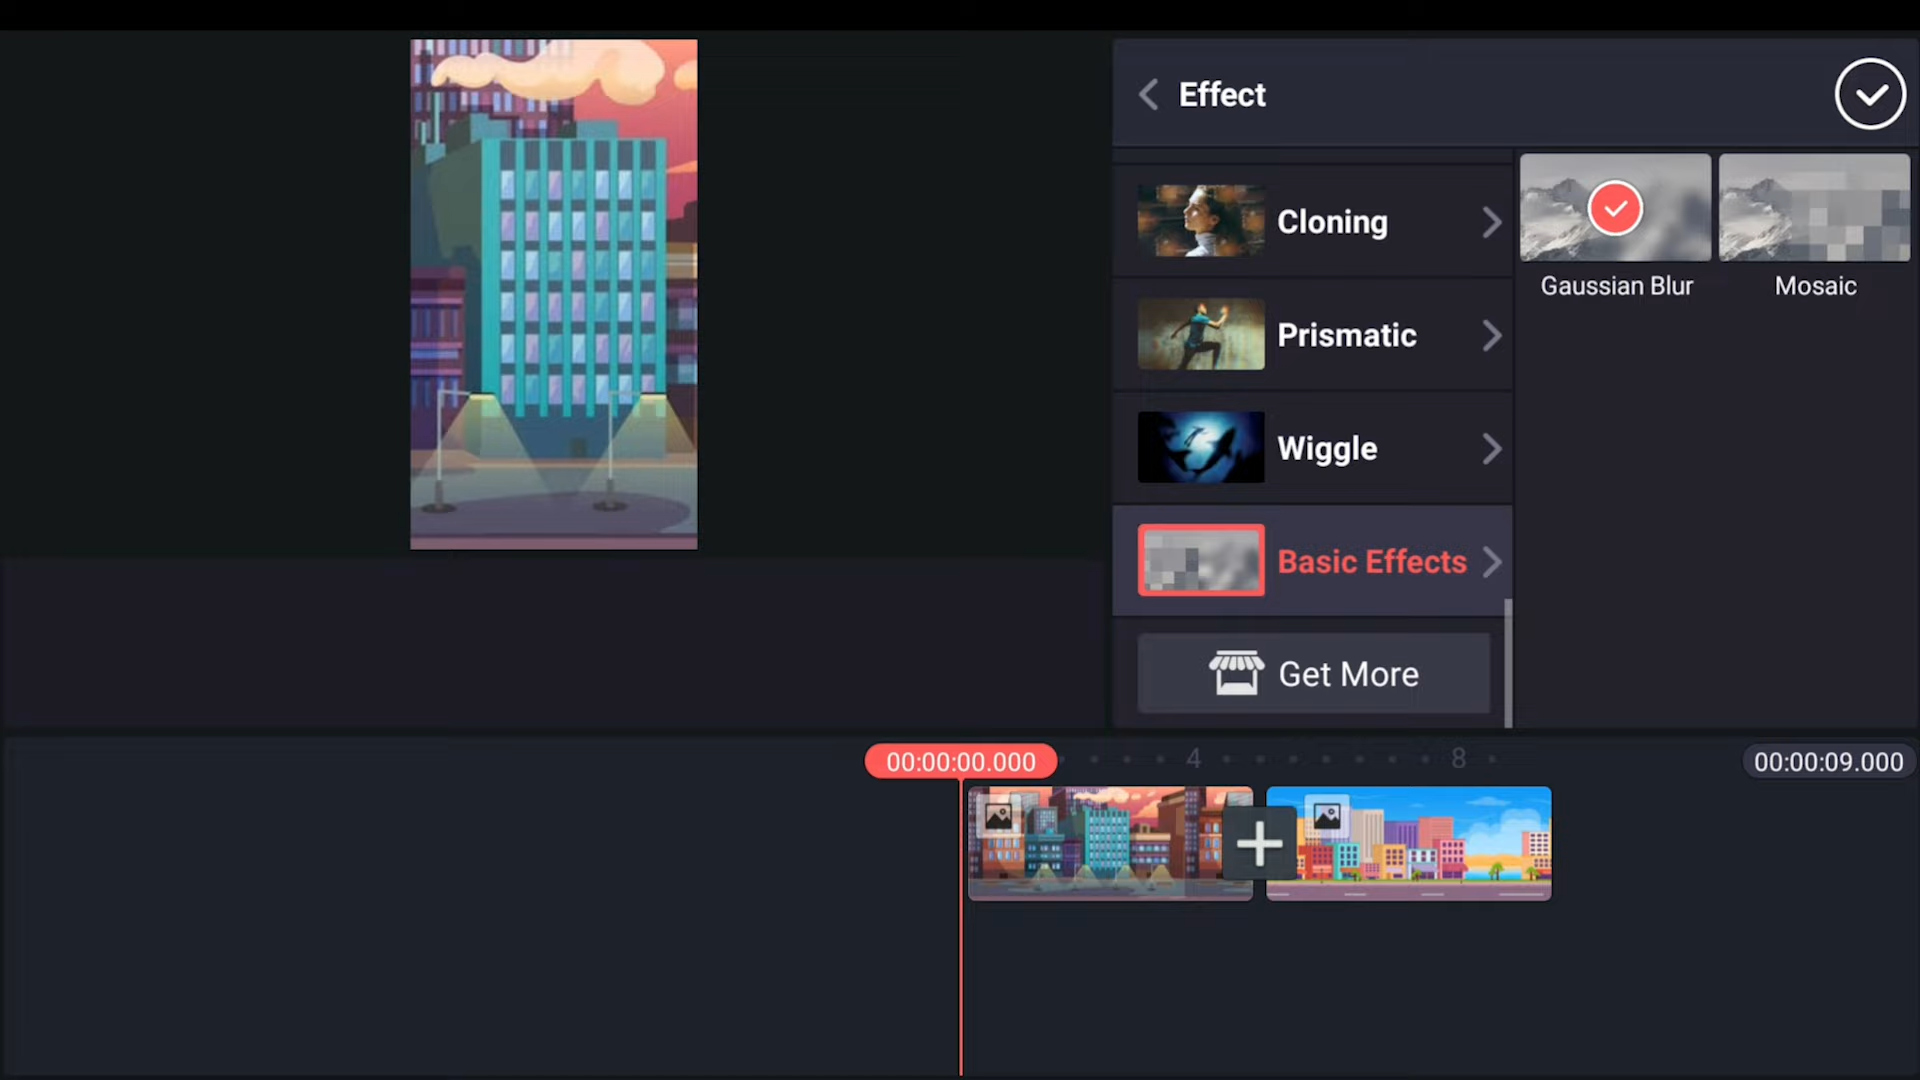 Effect
Cloning
Prismatic
Wiggle
Basic Effects
Get More
Gaussian Blur
Mosaic
00:00:00.000
4
8
00:00:09.000